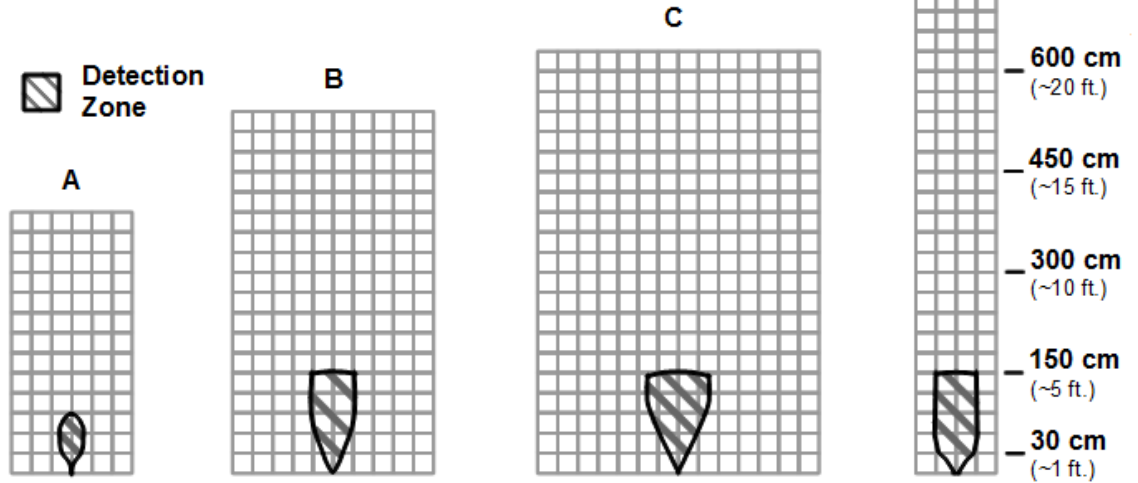 C
600 cm
(~20 ft.)
Detection
Zone
B
450 cm
(~15 ft.)
A
300 cm
(~10 ft.)
150 cm
(~5 ft.)
30 cm
(~1 ft.)